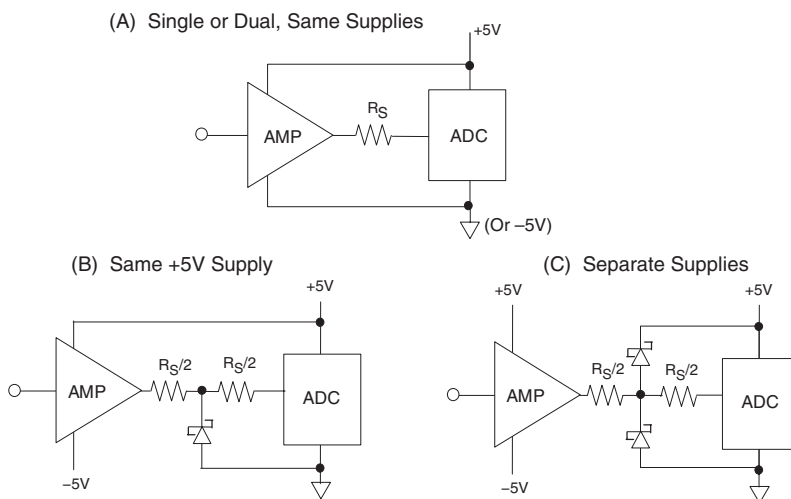 (A) Single or Dual, Same Supplies
+5V
RS
AMP
ADC
(Or –5V)
(B) Same +5V Supply
+5V
RS/2
RS/2
AMP
ADC
–5V
(C) Separate Supplies
+5V
+5V
RS/2
RS/2
AMP
ADC
–5V